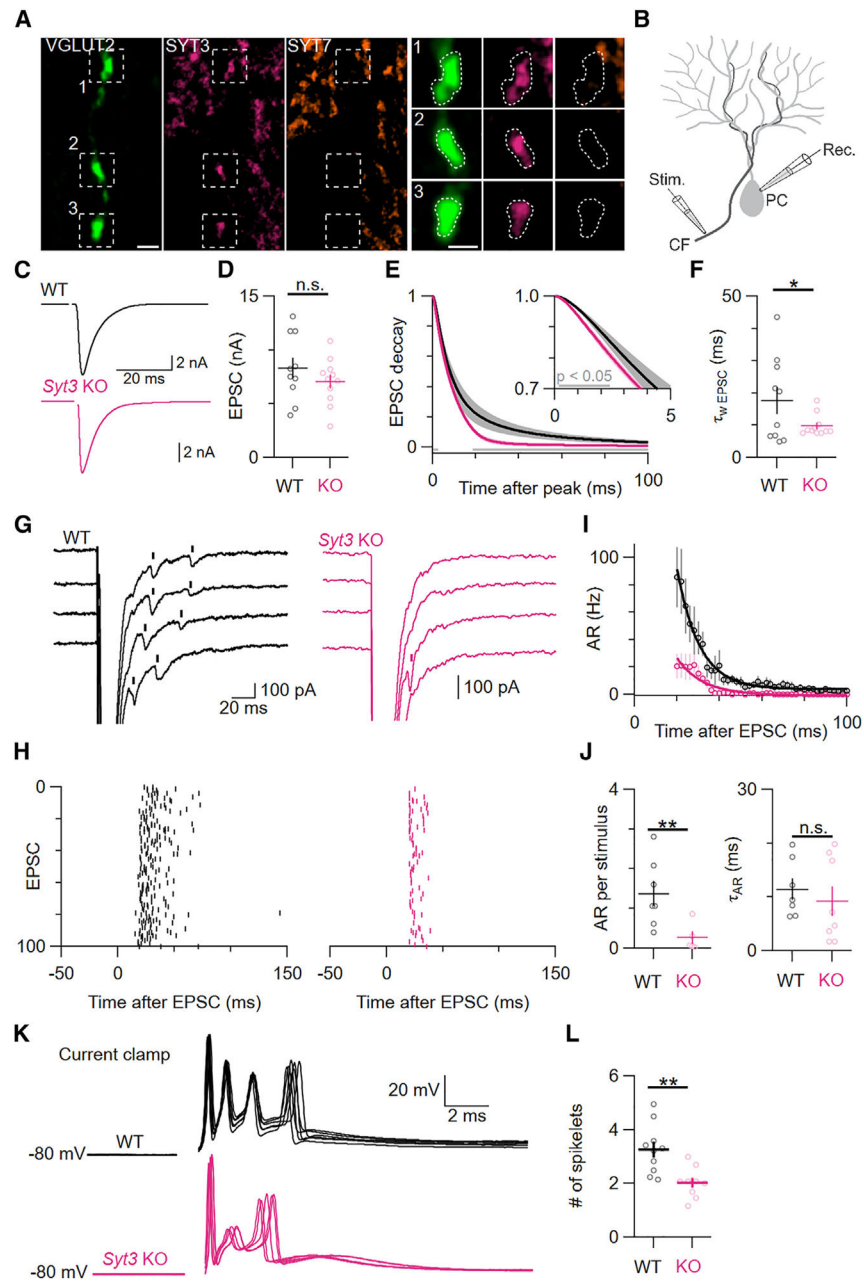 A
VGLUT2 SYT3 SYT7
1
2
3
1
2
3
B
Stim.
Rec.
PC
CF
C
WT
20 ms
2 nA
Syt3 KO
2 nA
D
n.s.
15
EPSC (nA)
0
WT KO
E
1
EPSC deccay
0
0 100
Time after peak (ms)
1.0
0.7
p < 0.05
0 5
F
*
50
τW EPSC (ms)
0
WT KO
G
WT
100 pA
20 ms
Syt3 KO
100 pA
H
0
EPSC
100
-50 0 150
Time after EPSC (ms)
-50 0 150
Time after EPSC (ms)
I
100
AR (Hz)
0
0 100
Time after EPSC (ms)
J
4
**
AR per stimulus
0
WT KO
30
n.s.
τAR (ms)
0
WT KO
K
Current clamp
20 mV
2 ms
WT
-80 mV
Syt3 KO
-80 mV
L
**
6
4
2
0
# of spikelets
WT KO